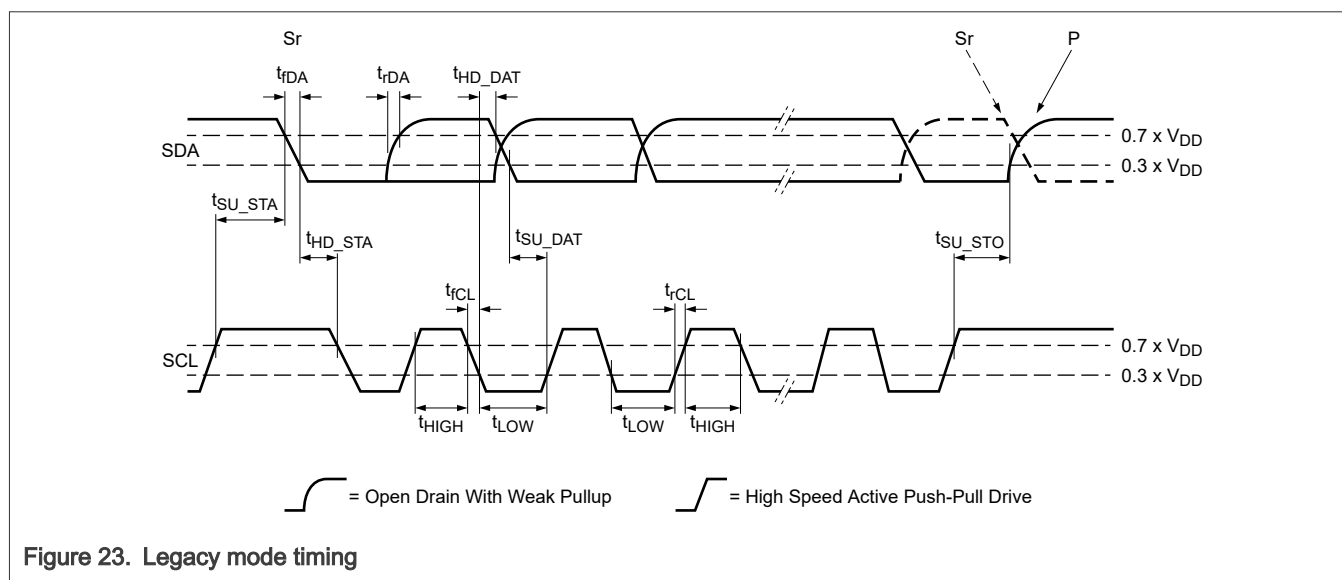 Sr Sr P
tfDA trDA tHD_DAT
0.7 x VDD
SDA
0.3 x VDD
tSU_STA
tHD_STA tSU_DAT tSU_STO
tfCL trCL
0.7 x VDD
SCL
0.3 x VDD
tHIGH tLOW tLOW tHIGH
= Open Drain With Weak Pullup = High Speed Active Push-Pull Drive
Figure 23. Legacy mode timing